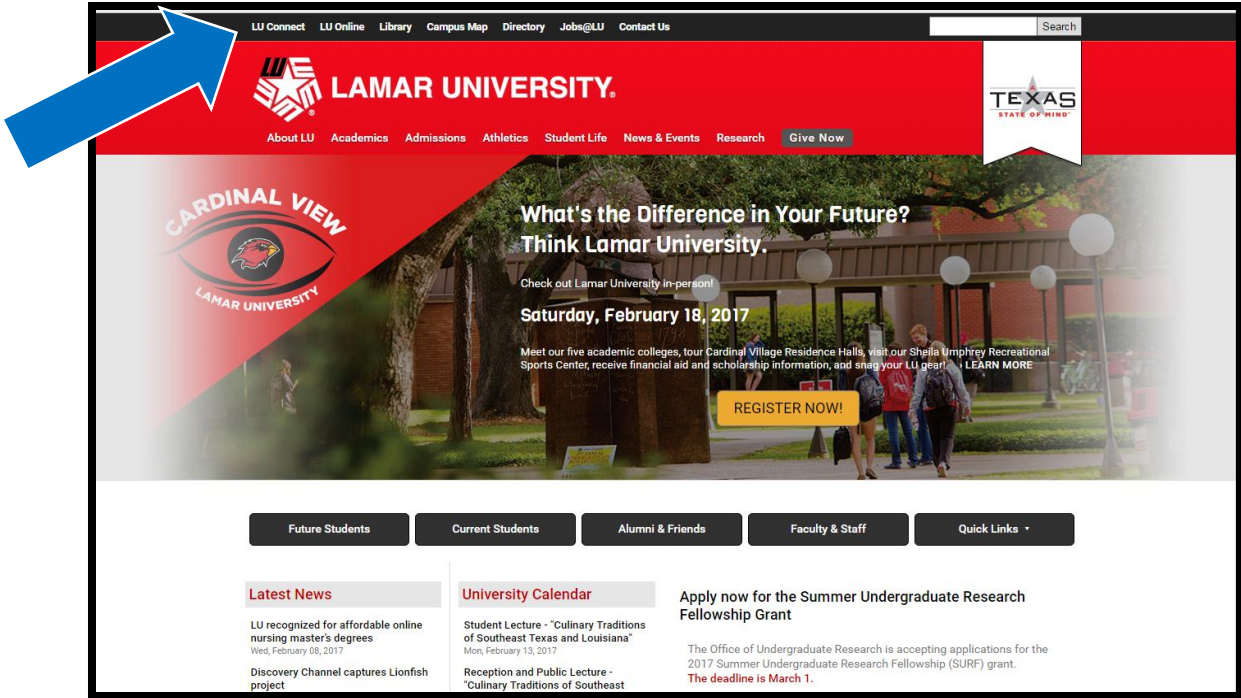 LU Connect LU Online Library Campus Map Directory Jobs@LU Contact Us Search
LU
LAMAR UNIVERSITY.
TEXAS
STATE OF MIND
About LU Academics Admissions Athletics Student Life News & Events Research Give Now
CARDINAL VIEW
LAMAR UNIVERSITY
What's the Difference in Your Future?
Think Lamar University.
Check out Lamar University in-person!
Saturday, February 18, 2017
Meet our five academic colleges, tour Cardinal Village Residence Halls, visit our Sheila Umphrey Recreational
Sports Center, receive financial aid and scholarship information, and snag your LU gear! LEARN MORE
REGISTER NOW!
Future Students Current Students Alumni & Friends Faculty & Staff Quick Links
Latest News
LU recognized for affordable online
nursing master's degrees
Wed, February 08, 2017
Discovery Channel captures Lionfish
project
University Calendar
Student Lecture - "Culinary Traditions
of Southeast Texas and Louisiana"
Mon, February 13, 2017
Reception and Public Lecture -
"Culinary Traditions of Southeast
Apply now for the Summer Undergraduate Research
Fellowship Grant
The Office of Undergraduate Research is accepting applications for the
2017 Summer Undergraduate Research Fellowship (SURF) grant.
The deadline is March 1.